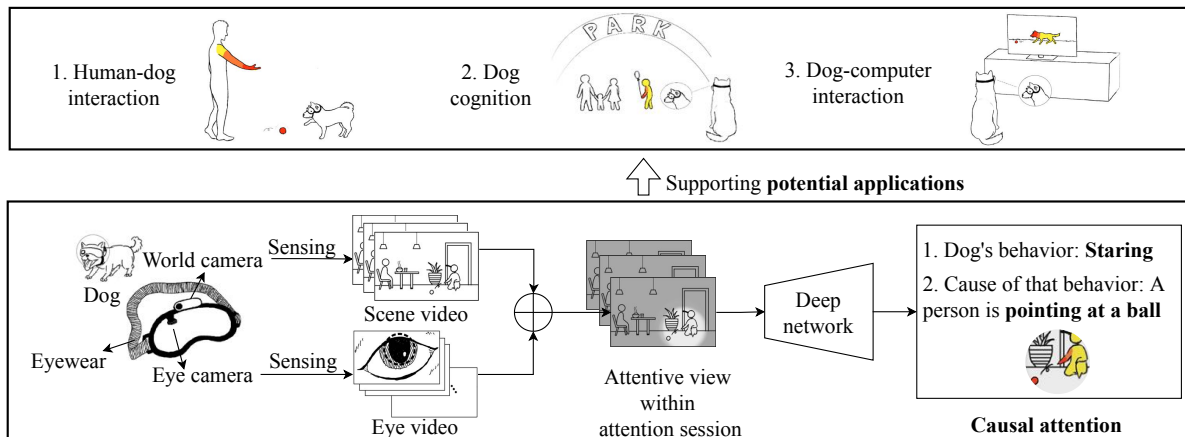 1. Human-dog
interaction
2. Dog
cognition
PARK
3. Dog-computer
interaction
Supporting potential applications
Dog
World camera
Eyewear
Eye camera
Sensing
Scene video
Sensing
Eye video
Attentive view
within
attention session
Deep
network
1. Dog's behavior: Staring
2. Cause of that behavior: A
person is pointing at a ball
Causal attention